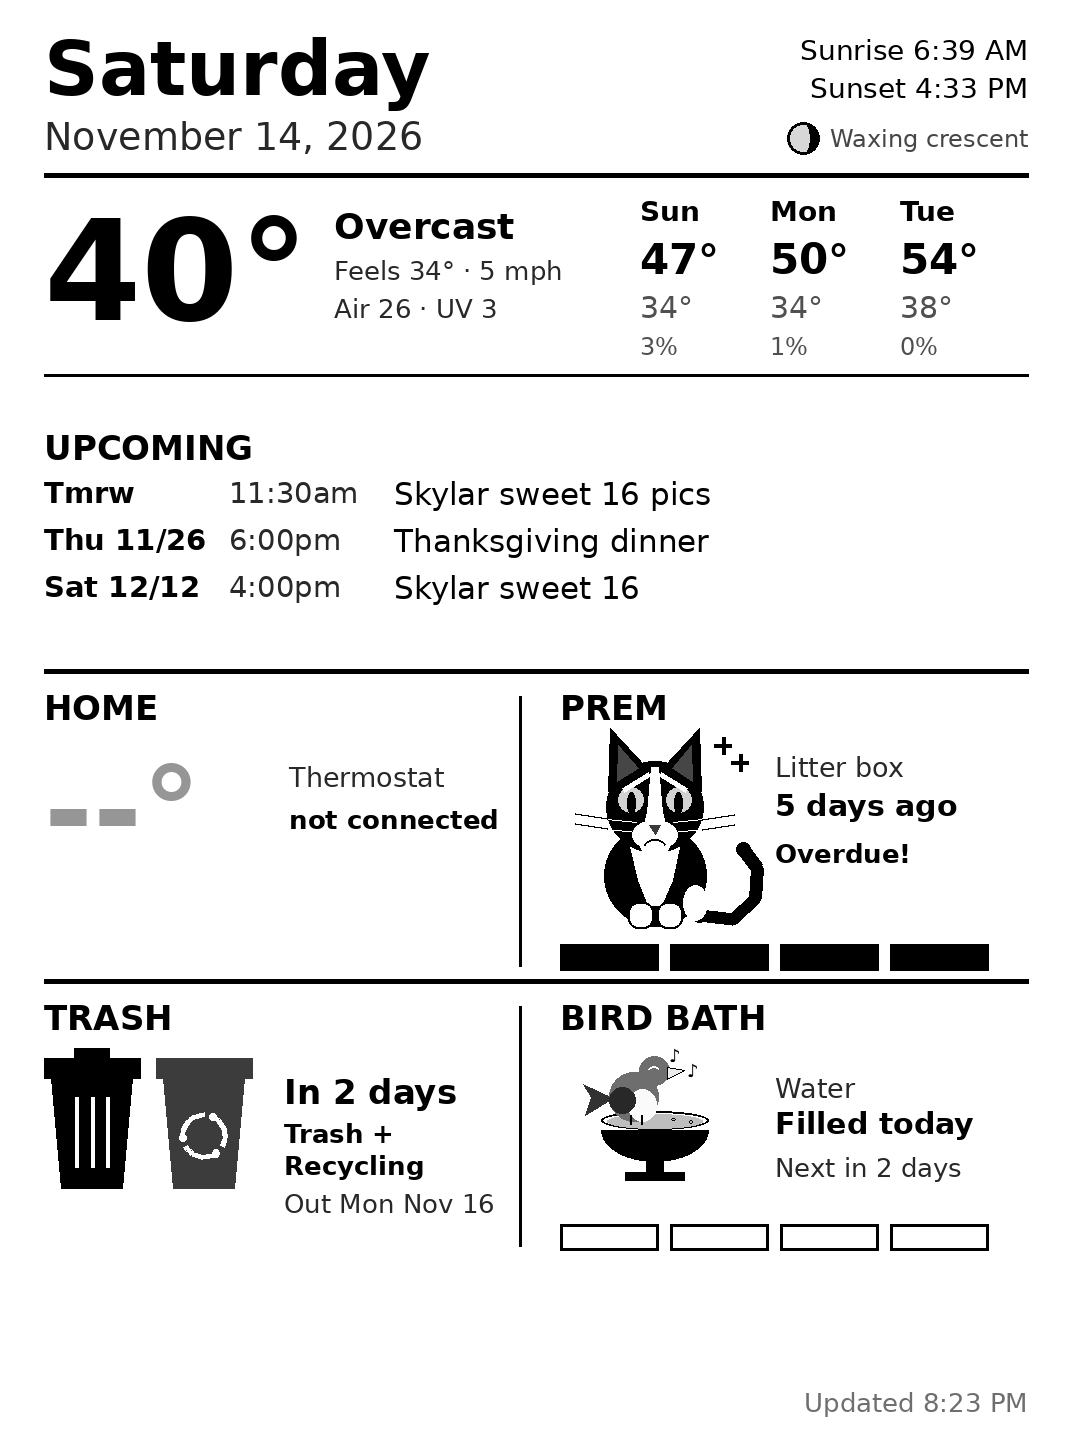 Saturday
November 14, 2026
Sunrise 6:39 AM
Sunset 4:33 PM
Waxing crescent
40°
Overcast
Feels 34° · 5 mph
Air 26 · UV 3
Sun Mon Tue
47° 50° 54°
34° 34° 38°
3% 1% 0%
UPCOMING
Tmrw 11:30am Skylar sweet 16 pics
Thu 11/26 6:00pm Thanksgiving dinner
Sat 12/12 4:00pm Skylar sweet 16
HOME
--°
Thermostat
not connected
PREM
Litter box
5 days ago
Overdue!
TRASH
In 2 days
Trash +
Recycling
Out Mon Nov 16
BIRD BATH
Water
Filled today
Next in 2 days
Updated 8:23 PM